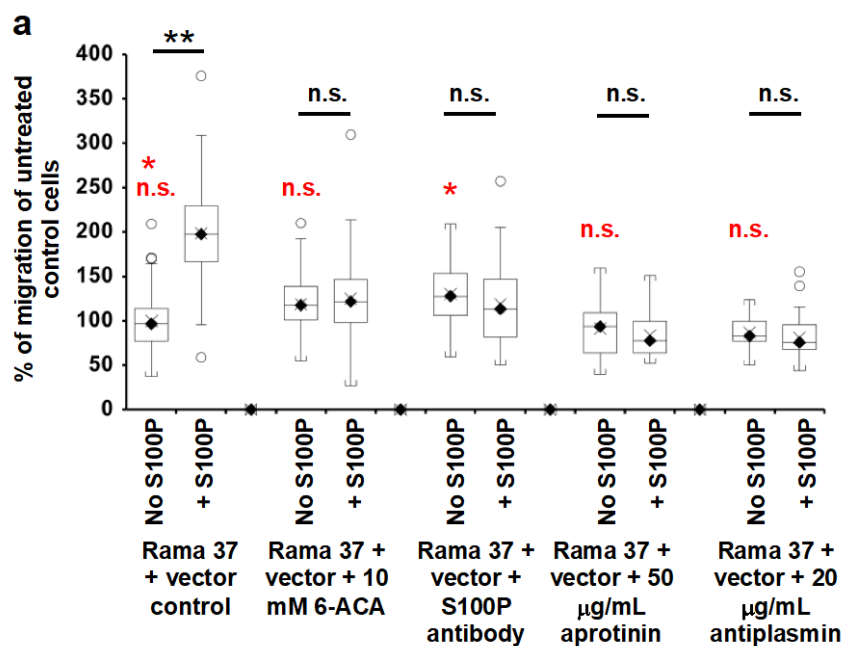 a
% of migration of untreated
control cells
400
350
300
250
200
150
100
50
0
**
n.s.
n.s.
n.s.
n.s.
*
n.s.
n.s.
*
n.s.
n.s.
No S100P
+ S100P
No S100P
+ S100P
No S100P
+ S100P
No S100P
+ S100P
No S100P
+ S100P
Rama 37
+ vector
control
Rama 37 +
vector + 10
mM 6-ACA
Rama 37 +
vector +
S100P
antibody
Rama 37 +
vector + 50
μg/mL
aprotinin
Rama 37 +
vector + 20
μg/mL
antiplasmin